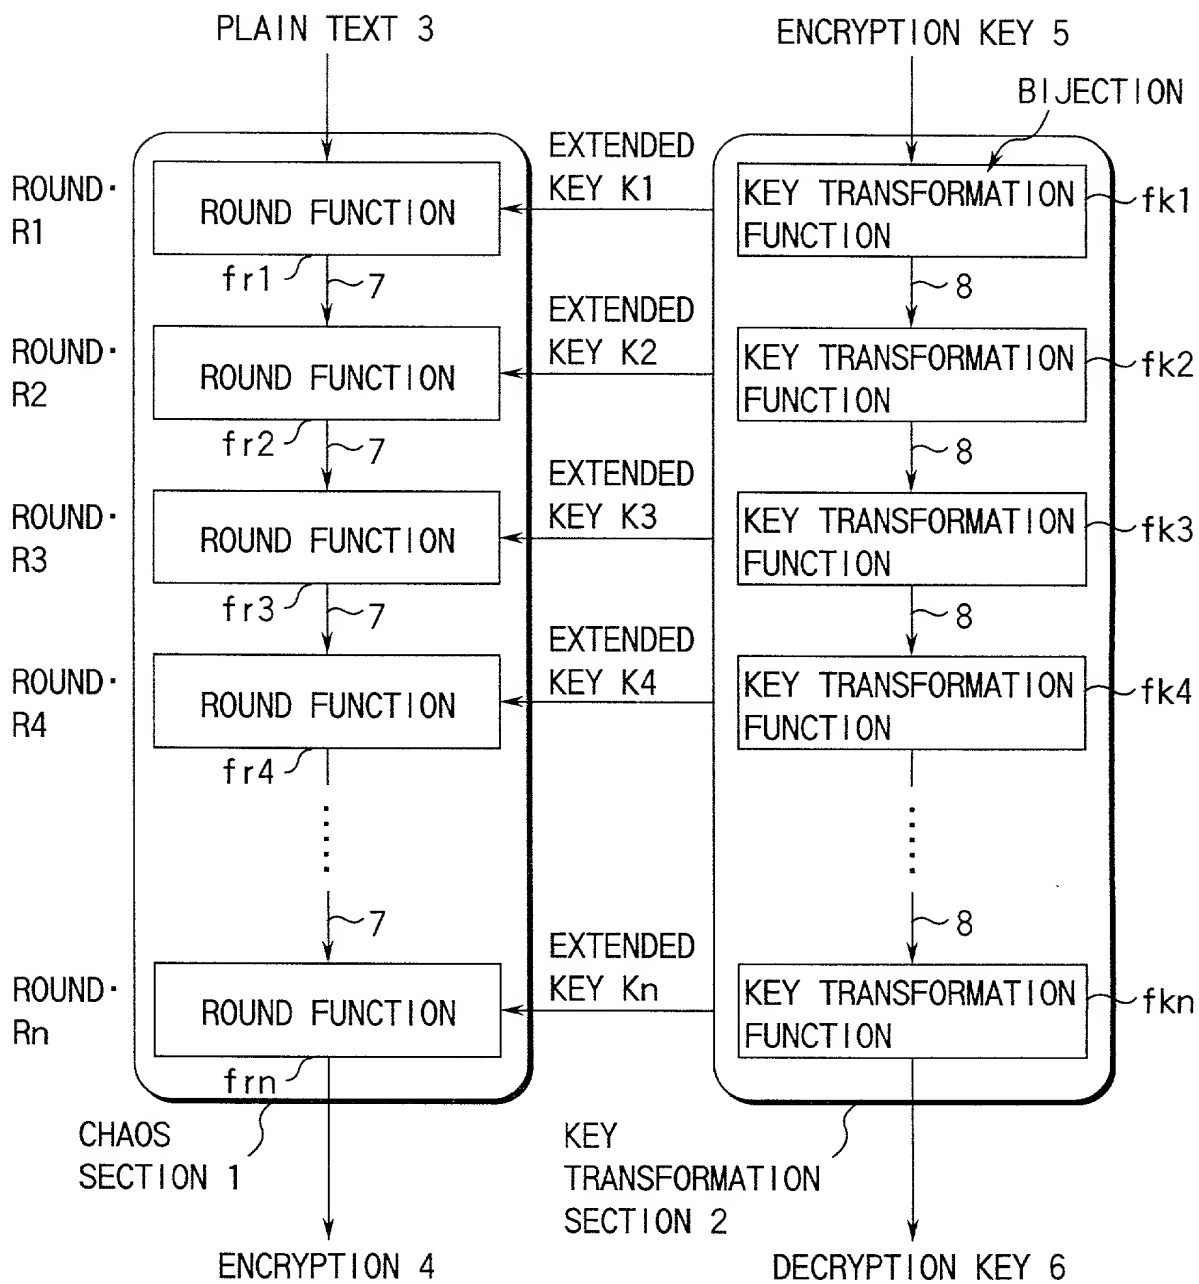 PLAIN TEXT 3
ENCRYPTION KEY 5
BIJECTION
ROUND·
R1
ROUND FUNCTION
fr1
7
EXTENDED
KEY K1
KEY TRANSFORMATION
FUNCTION
fk1
8
ROUND·
R2
ROUND FUNCTION
fr2
7
EXTENDED
KEY K2
KEY TRANSFORMATION
FUNCTION
fk2
8
ROUND·
R3
ROUND FUNCTION
fr3
7
EXTENDED
KEY K3
KEY TRANSFORMATION
FUNCTION
fk3
8
ROUND·
R4
ROUND FUNCTION
fr4
EXTENDED
KEY K4
KEY TRANSFORMATION
FUNCTION
fk4
7
8
ROUND·
Rn
ROUND FUNCTION
frn
EXTENDED
KEY Kn
KEY TRANSFORMATION
FUNCTION
fkn
CHAOS
SECTION 1
KEY
TRANSFORMATION
SECTION 2
ENCRYPTION 4
DECRYPTION KEY 6